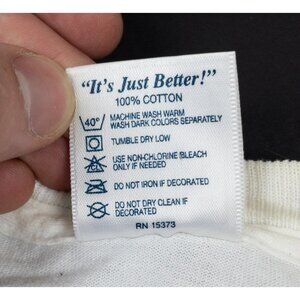 "It's Just Better!"
100% COTTON
40° MACHINE WASH WARM
WASH DARK COLORS SEPARATELY
TUMBLE DRY LOW
USE NON-CHLORINE BLEACH
ONLY IF NEEDED
DO NOT IRON IF DECORATED
DO NOT DRY CLEAN IF
DECORATED
RN 15373